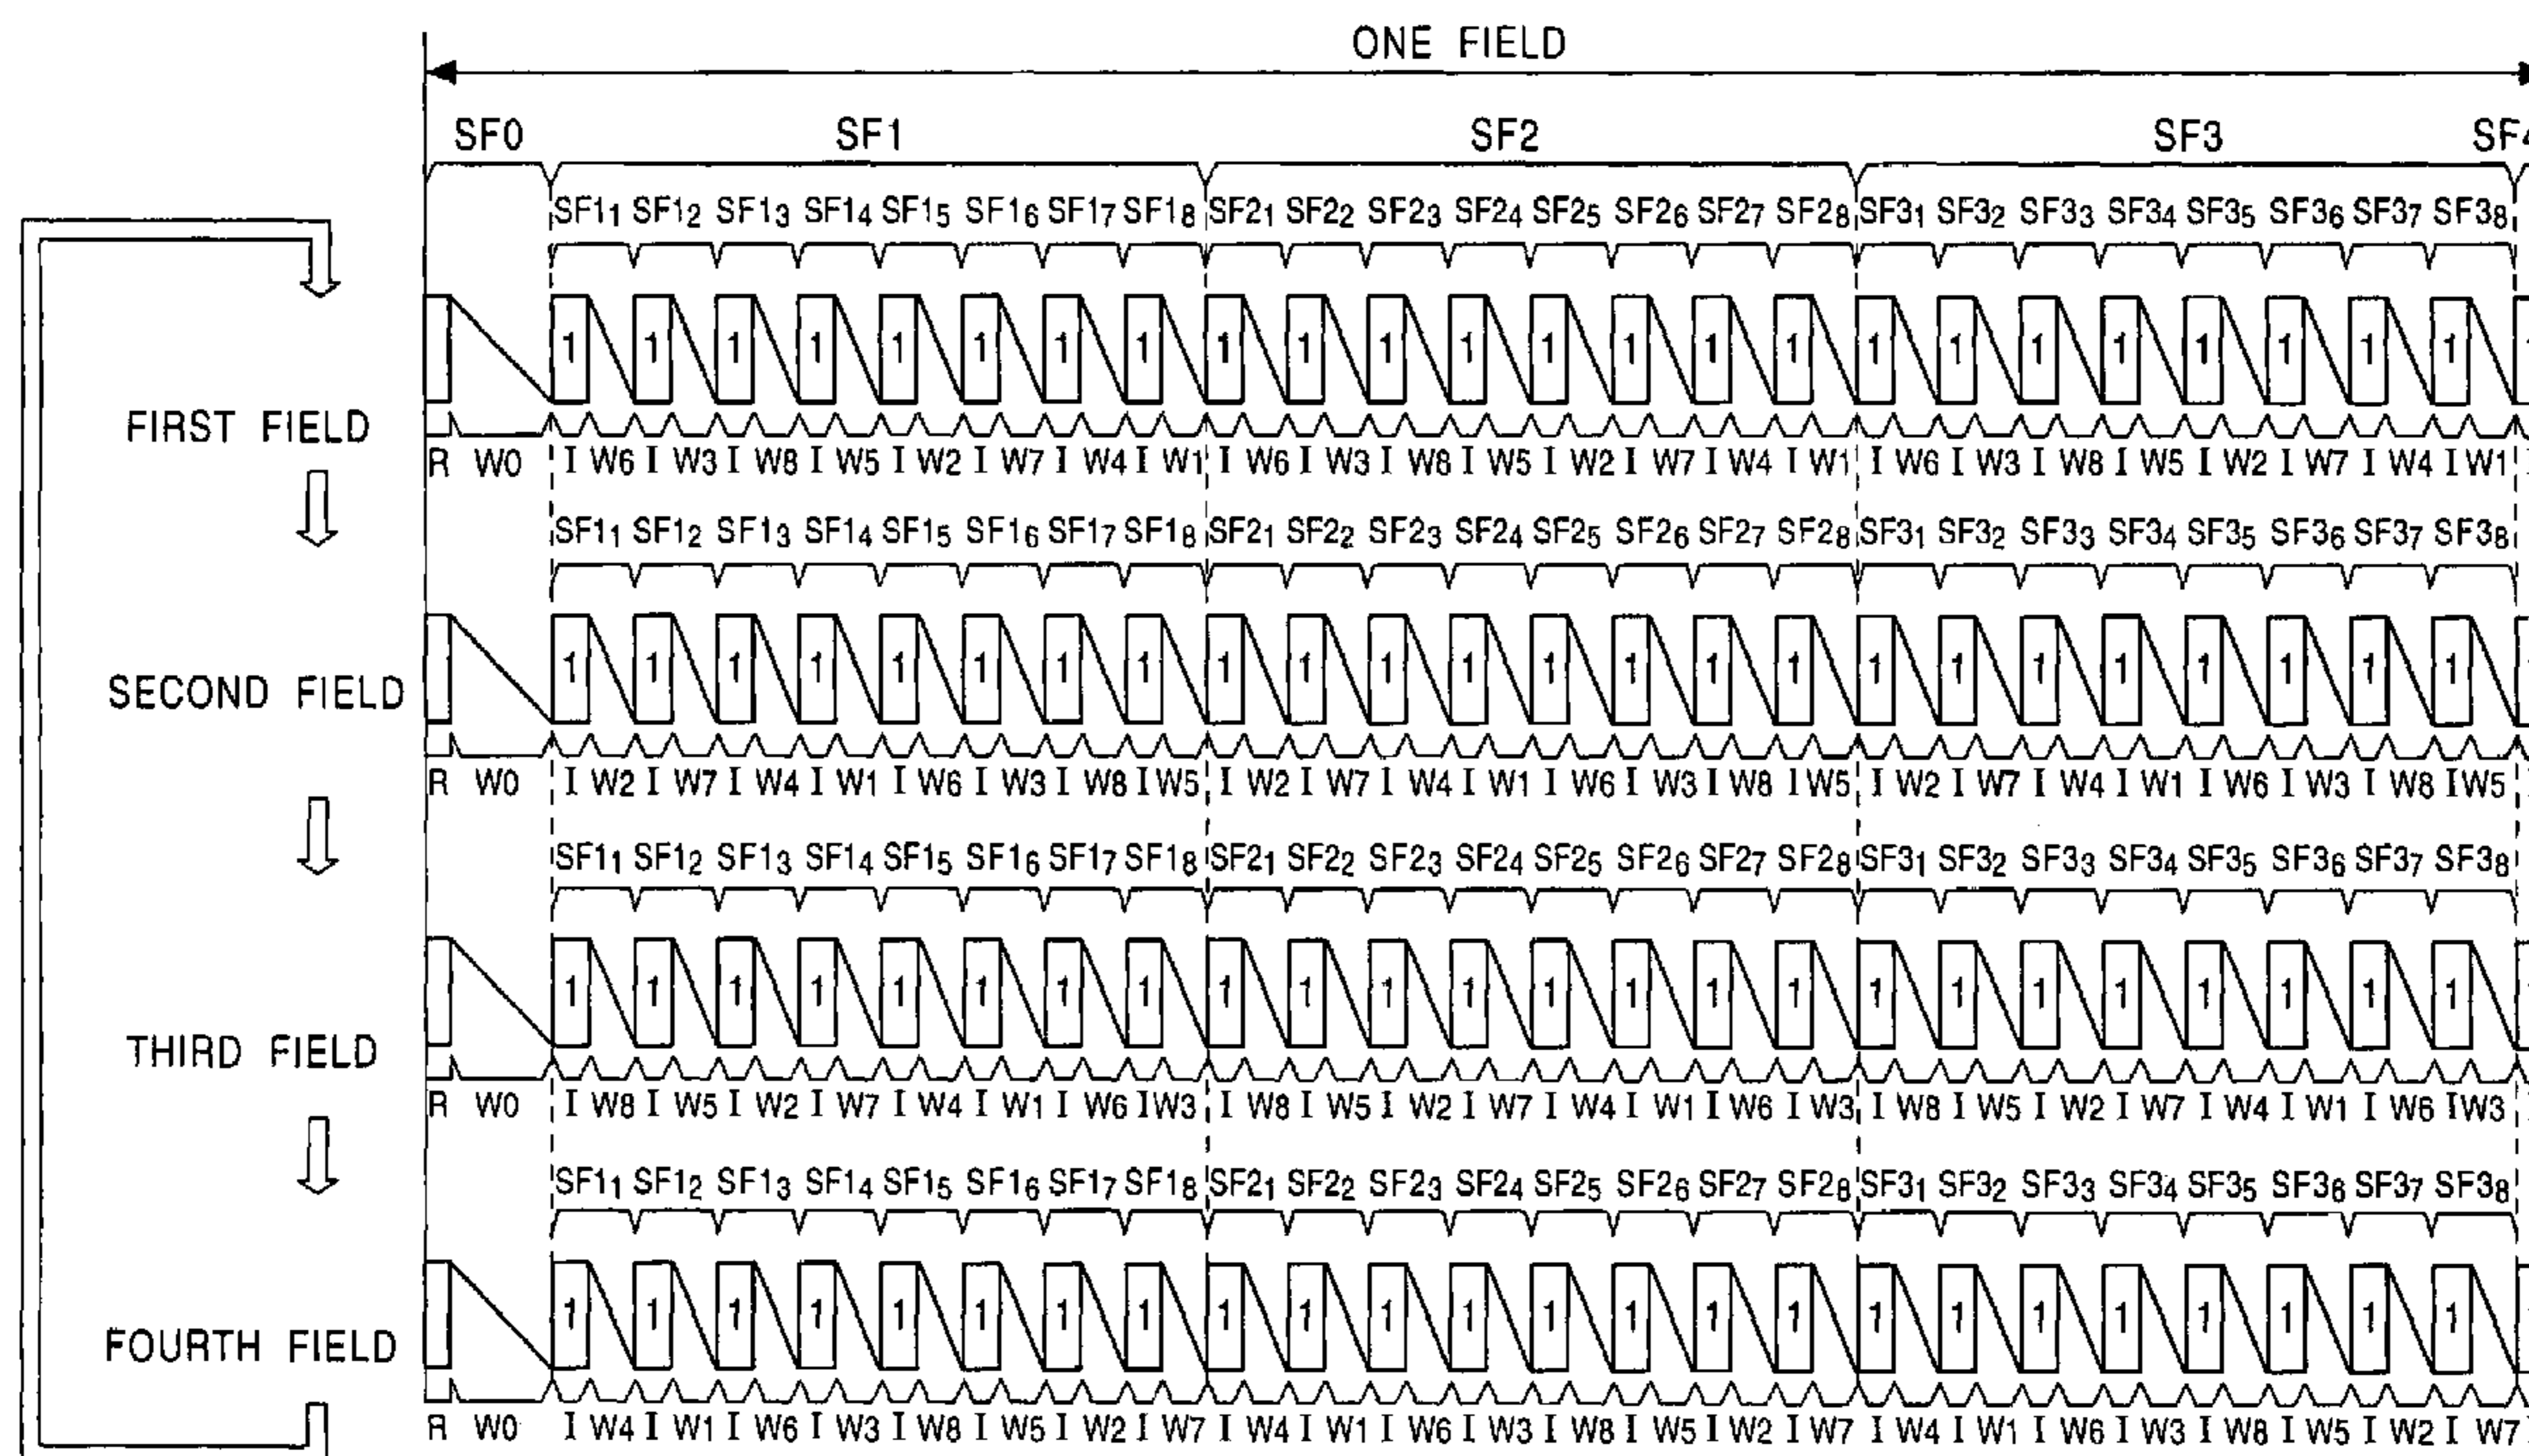 ONE FIELD
SF0 SF1 SF2 SF3 SF4
SF11 SF12 SF13 SF14 SF15 SF16 SF17 SF18 SF21 SF22 SF23 SF24 SF25 SF26 SF27 SF28 SF31 SF32 SF33 SF34 SF35 SF36 SF37 SF38
1 1 1 1 1 1 1 1 1 1 1 1 1 1 1 1 1 1 1 1 1 1 1 1
FIRST FIELD
R W0 I W6 I W3 I W8 I W5 I W2 I W7 I W4 I W1 I W6 I W3 I W8 I W5 I W2 I W7 I W4 I W1 I W6 I W3 I W8 I W5 I W2 I W7 I W4 I W1
SF11 SF12 SF13 SF14 SF15 SF16 SF17 SF18 SF21 SF22 SF23 SF24 SF25 SF26 SF27 SF28 SF31 SF32 SF33 SF34 SF35 SF36 SF37 SF38
1 1 1 1 1 1 1 1 1 1 1 1 1 1 1 1 1 1 1 1 1 1 1 1
SECOND FIELD
R W0 I W2 I W7 I W4 I W1 I W6 I W3 I W8 I W5 I W2 I W7 I W4 I W1 I W6 I W3 I W8 I W5 I W2 I W7 I W4 I W1 I W6 I W3 I W8 I W5
SF11 SF12 SF13 SF14 SF15 SF16 SF17 SF18 SF21 SF22 SF23 SF24 SF25 SF26 SF27 SF28 SF31 SF32 SF33 SF34 SF35 SF36 SF37 SF38
1 1 1 1 1 1 1 1 1 1 1 1 1 1 1 1 1 1 1 1 1 1 1 1
THIRD FIELD
R W0 I W8 I W5 I W2 I W7 I W4 I W1 I W6 I W3 I W8 I W5 I W2 I W7 I W4 I W1 I W6 I W3 I W8 I W5 I W2 I W7 I W4 I W1 I W6 I W3
SF11 SF12 SF13 SF14 SF15 SF16 SF17 SF18 SF21 SF22 SF23 SF24 SF25 SF26 SF27 SF28 SF31 SF32 SF33 SF34 SF35 SF36 SF37 SF38
1 1 1 1 1 1 1 1 1 1 1 1 1 1 1 1 1 1 1 1 1 1 1 1
FOURTH FIELD
R W0 I W4 I W1 I W6 I W3 I W8 I W5 I W2 I W7 I W4 I W1 I W6 I W3 I W8 I W5 I W2 I W7 I W4 I W1 I W6 I W3 I W8 I W5 I W2 I W7